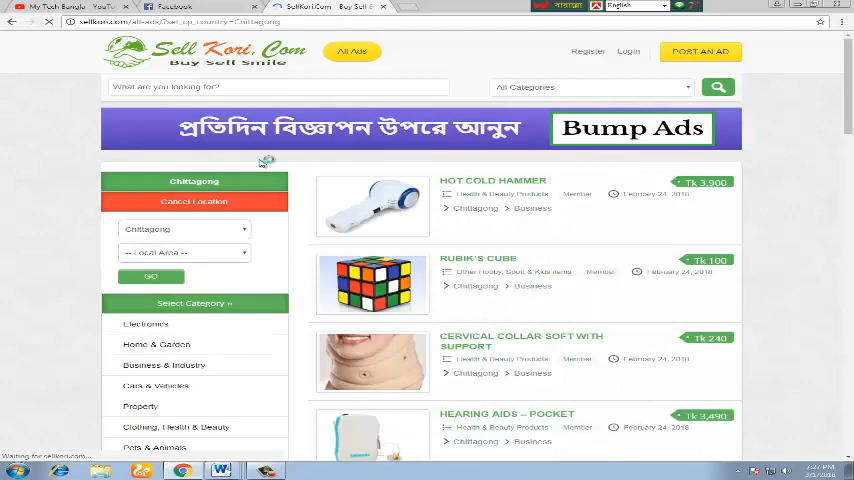 My Tech Bangla - YouTu
Facebook
SellKori.Com - Buy Sell &
English
sellkori.com/all-ads/?set_cp_country=Chittagong
Sell Kori.Com
Buy Sell Smile
All Ads
Register
Login
POST AN AD
What are you looking for?
All Categories
প্রতিদিন বিজ্ঞাপন উপরে আনুন
Bump Ads
Chittagong
Cancel Location
Chittagong
-- Local Area --
GO
Select Category »
Electronics
Home & Garden
Business & Industry
Cars & Vehicles
Property
Clothing, Health & Beauty
Pets & Animals
HOT COLD HAMMER
Tk 3,900
Health & Beauty Products Member February 24, 2018
> Chittagong > Business
RUBIK'S CUBE
Tk 100
Other Hobby, Sport & Kids items Member February 24, 2018
> Chittagong > Business
CERVICAL COLLAR SOFT WITH
SUPPORT
Tk 240
Health & Beauty Products Member February 24, 2018
> Chittagong > Business
HEARING AIDS – POCKET
Tk 3,490
Health & Beauty Products Member February 24, 2018
> Chittagong > Business
Waiting for sellkori.com...
7:27 PM
3/1/2018